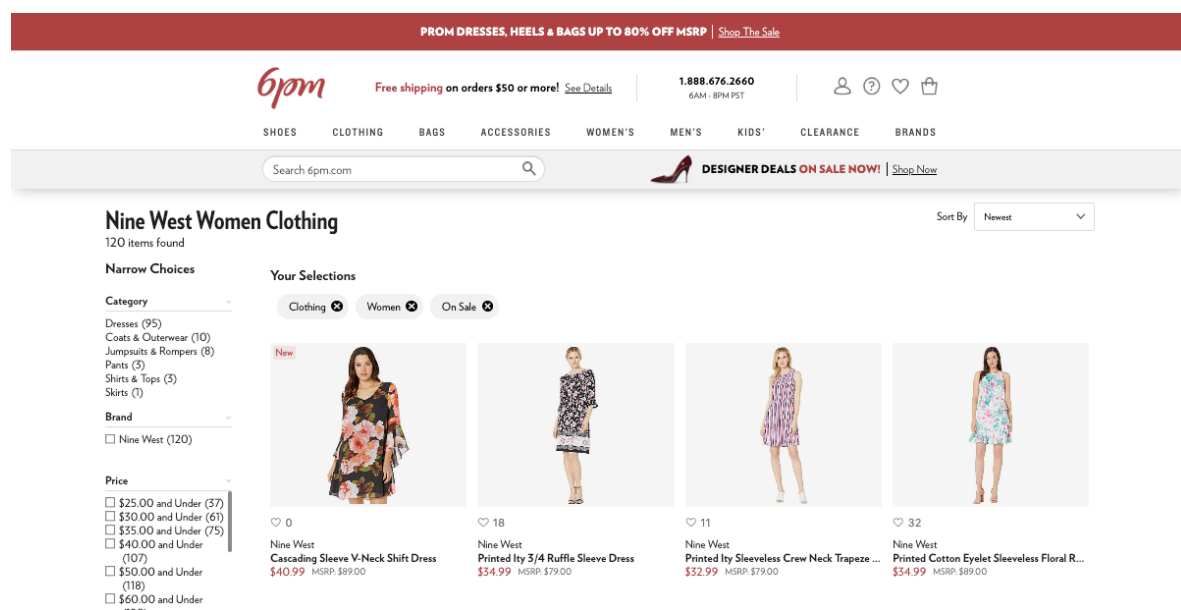 PROM DRESSES, HEELS & BAGS UP TO 80% OFF MSRP | Shop The Sale
6pm
Free shipping on orders $50 or more! See Details
1.888.676.2660
6AM - 8PM PST
SHOES CLOTHING BAGS ACCESSORIES WOMEN'S MEN'S KIDS' CLEARANCE BRANDS
Search 6pm.com
DESIGNER DEALS ON SALE NOW! | Shop Now
Nine West Women Clothing
120 items found
Sort By Newest
Narrow Choices
Category
Dresses (95)
Coats & Outerwear (10)
Jumpsuits & Rompers (8)
Pants (3)
Shirts & Tops (3)
Skirts (1)
Brand
Nine West (120)
Price
$25.00 and Under (37)
$30.00 and Under (61)
$35.00 and Under (75)
$40.00 and Under
(107)
$50.00 and Under
(118)
$60.00 and Under
Your Selections
Clothing Women On Sale
New
0
Nine West
Cascading Sleeve V-Neck Shift Dress
$40.99 MSRP: $89.00
18
Nine West
Printed Ity 3/4 Ruffle Sleeve Dress
$34.99 MSRP: $79.00
11
Nine West
Printed Ity Sleeveless Crew Neck Trapeze ...
$32.99 MSRP: $79.00
32
Nine West
Printed Cotton Eyelet Sleeveless Floral R...
$34.99 MSRP: $89.00